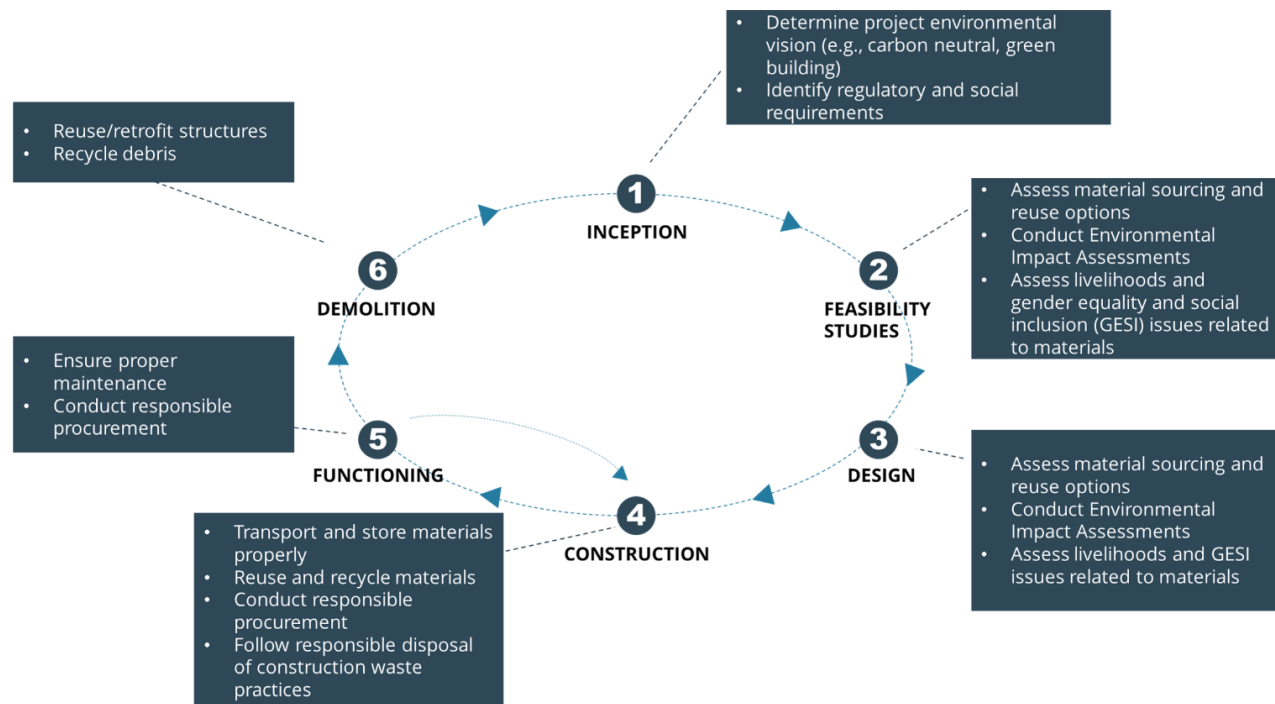 • Determine project environmental
vision (e.g., carbon neutral, green
building)
• Identify regulatory and social
requirements
1
INCEPTION
• Assess material sourcing and
reuse options
• Conduct Environmental
Impact Assessments
• Assess livelihoods and
gender equality and social
inclusion (GESI) issues related
to materials
2
FEASIBILITY
STUDIES
• Assess material sourcing and
reuse options
• Conduct Environmental
Impact Assessments
• Assess livelihoods and GESI
issues related to materials
3
DESIGN
4
CONSTRUCTION
• Transport and store materials
properly
• Reuse and recycle materials
• Conduct responsible
procurement
• Follow responsible disposal
of construction waste
practices
5
FUNCTIONING
• Ensure proper
maintenance
• Conduct responsible
procurement
6
DEMOLITION
• Reuse/retrofit structures
• Recycle debris